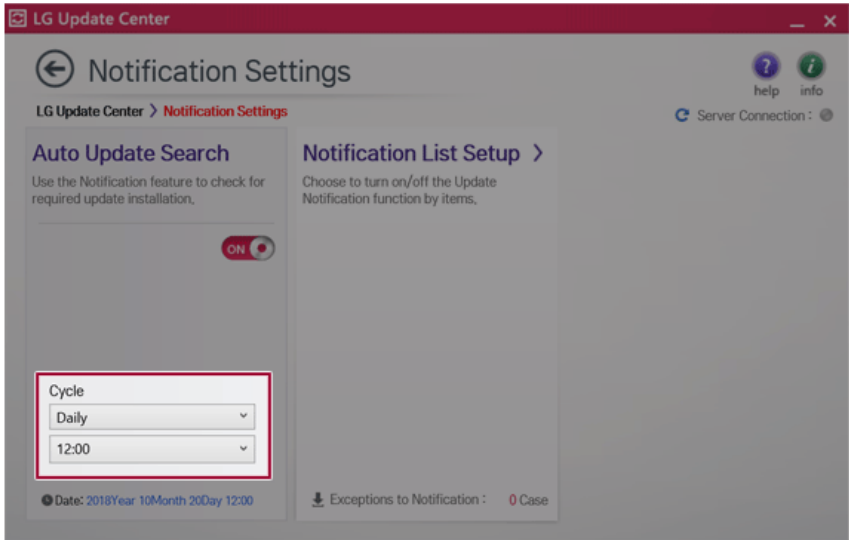 LG Update Center
Notification Settings
help
info
LG Update Center > Notification Settings
Server Connection :
Auto Update Search
Use the Notification feature to check for
required update installation.
ON
Notification List Setup >
Choose to turn on/off the Update
Notification function by items.
Cycle
Daily
12:00
Date: 2018Year 10Month 20Day 12:00
Exceptions to Notification : 0 Case